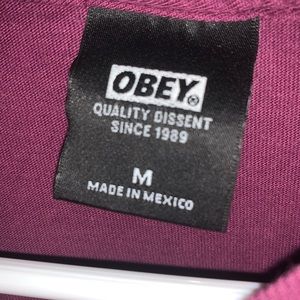 OBEY®
QUALITY DISSENT
SINCE 1989
M
MADE IN MEXICO